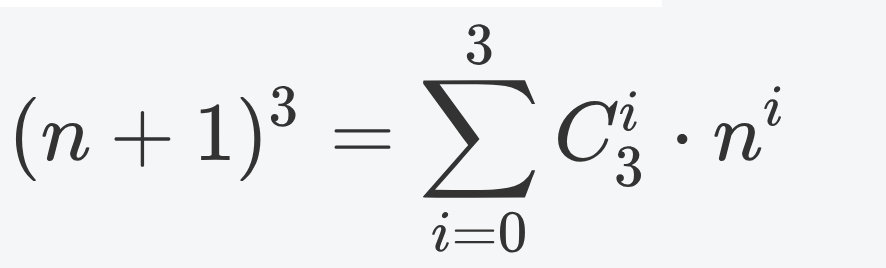 (n + 1)^3 = \sum_{i=0}^{3} C_3^i \cdot n^i